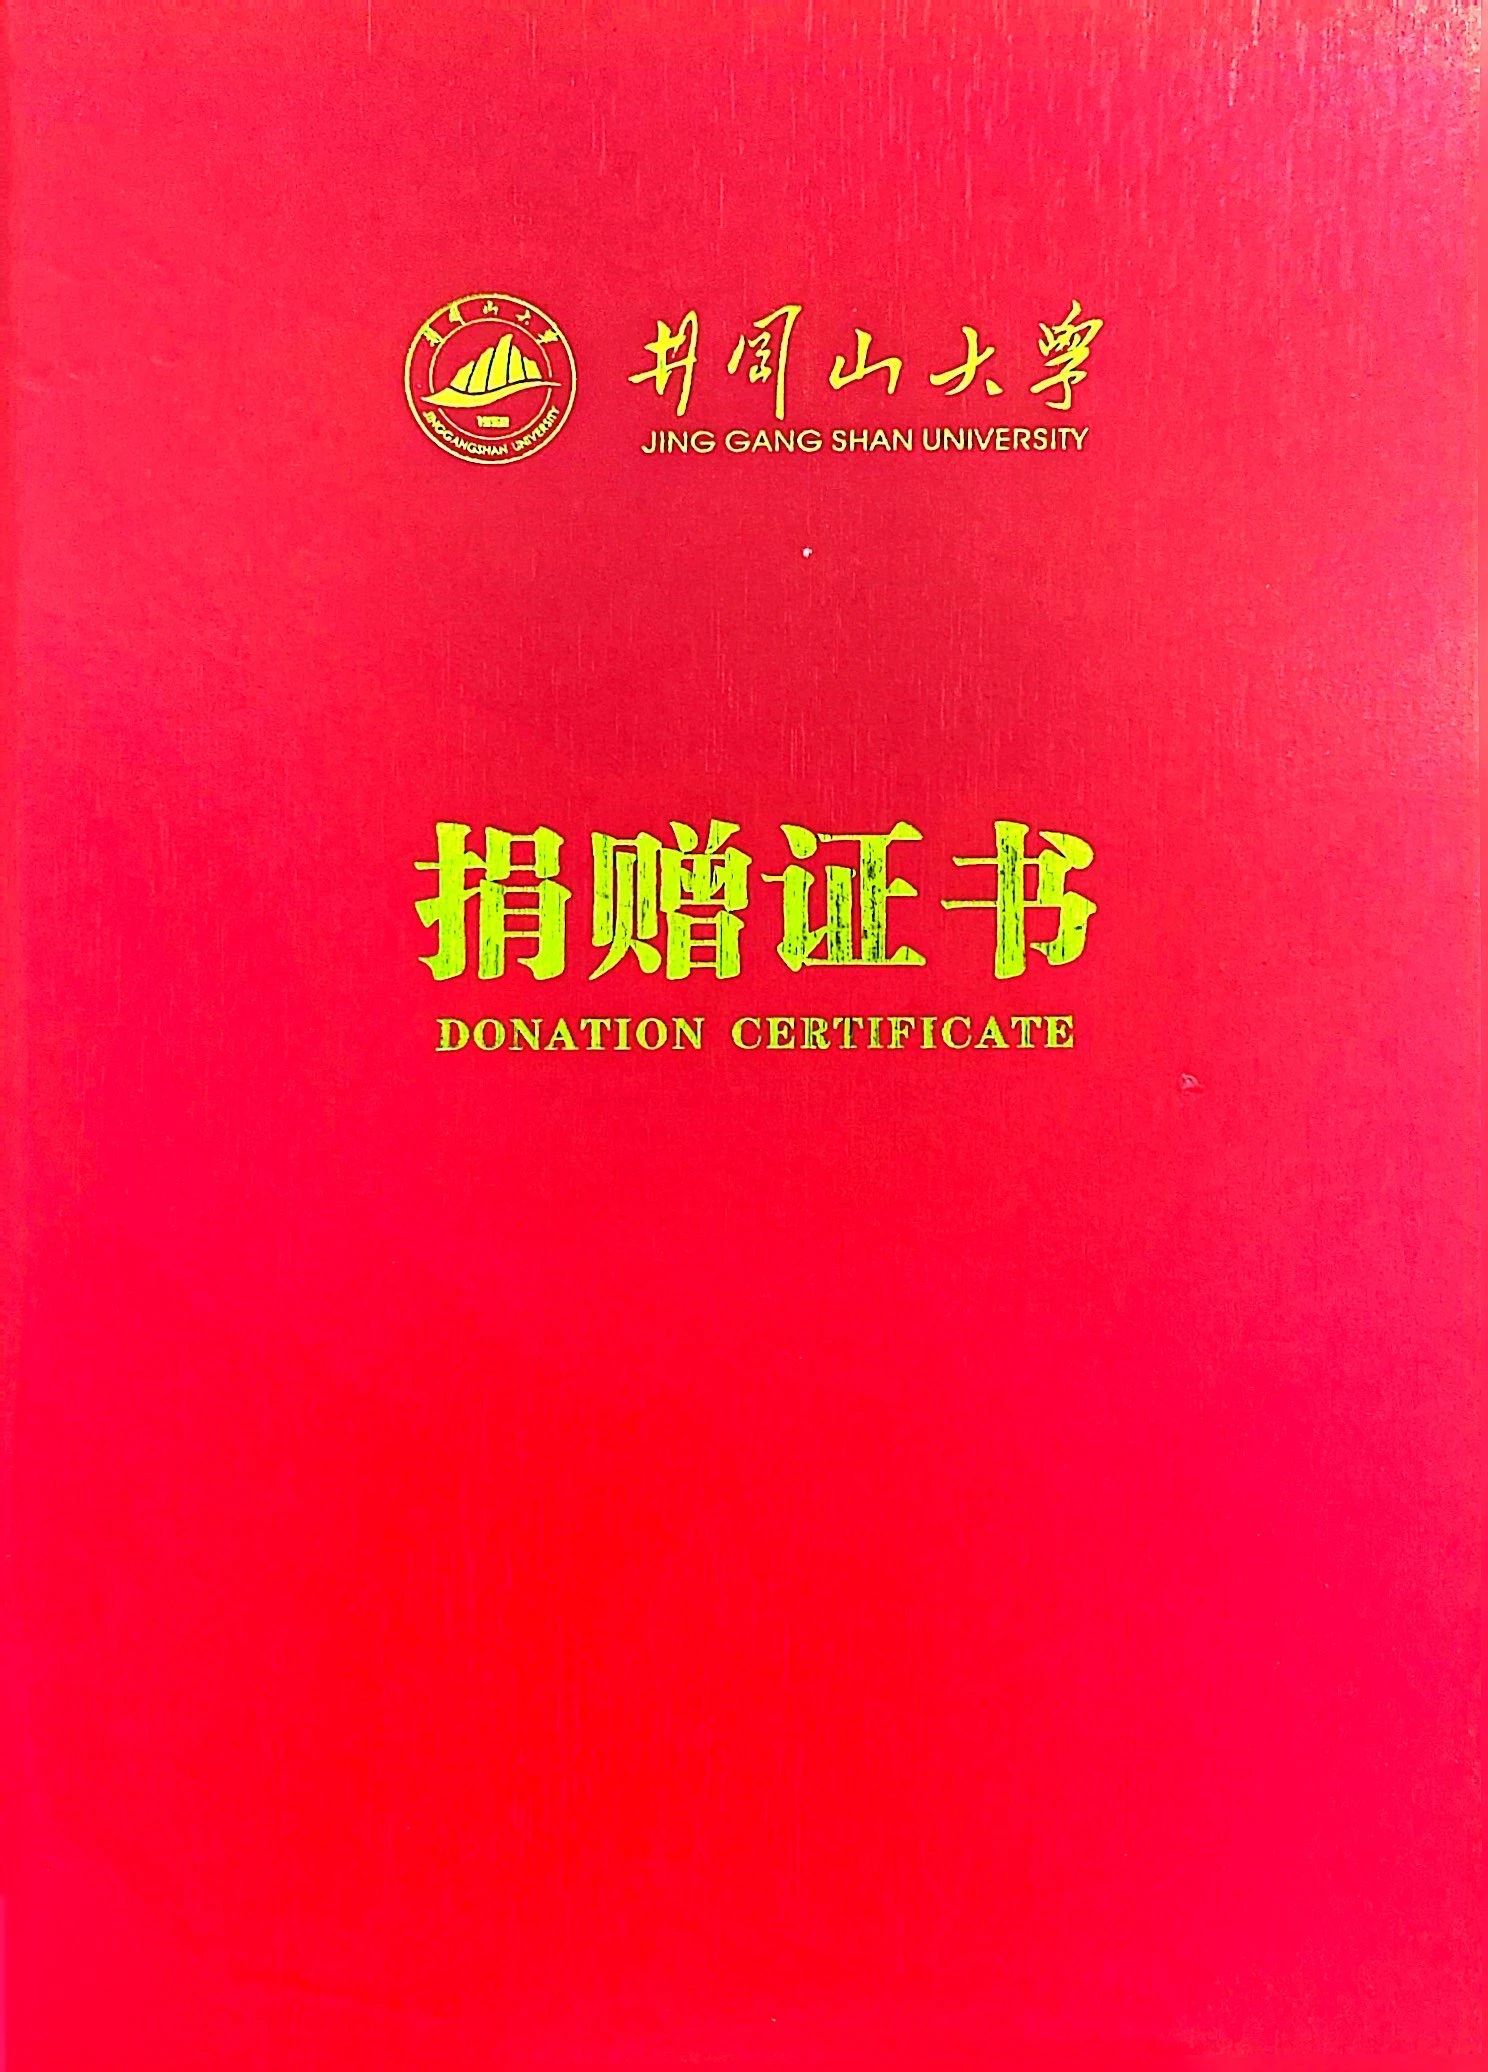 井冈山大学
JINGGANGSHAN UNIVERSITY
1958
井冈山大学
JING GANG SHAN UNIVERSITY
捐赠证书
DONATION CERTIFICATE